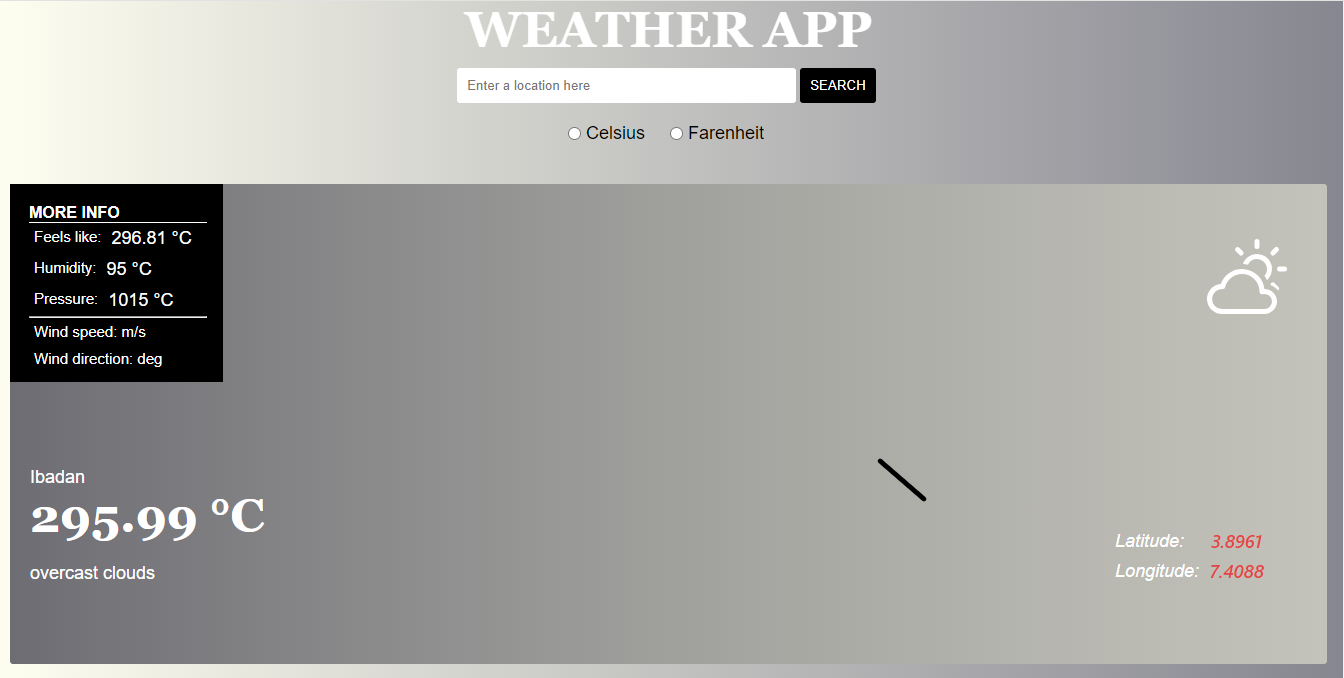 WEATHER APP
Enter a location here
SEARCH
Celsius Farenheit
MORE INFO
Feels like: 296.81 °C
Humidity: 95 °C
Pressure: 1015 °C
Wind speed: m/s
Wind direction: deg
Ibadan
295.99 °C
overcast clouds
Latitude: 3.8961
Longitude: 7.4088